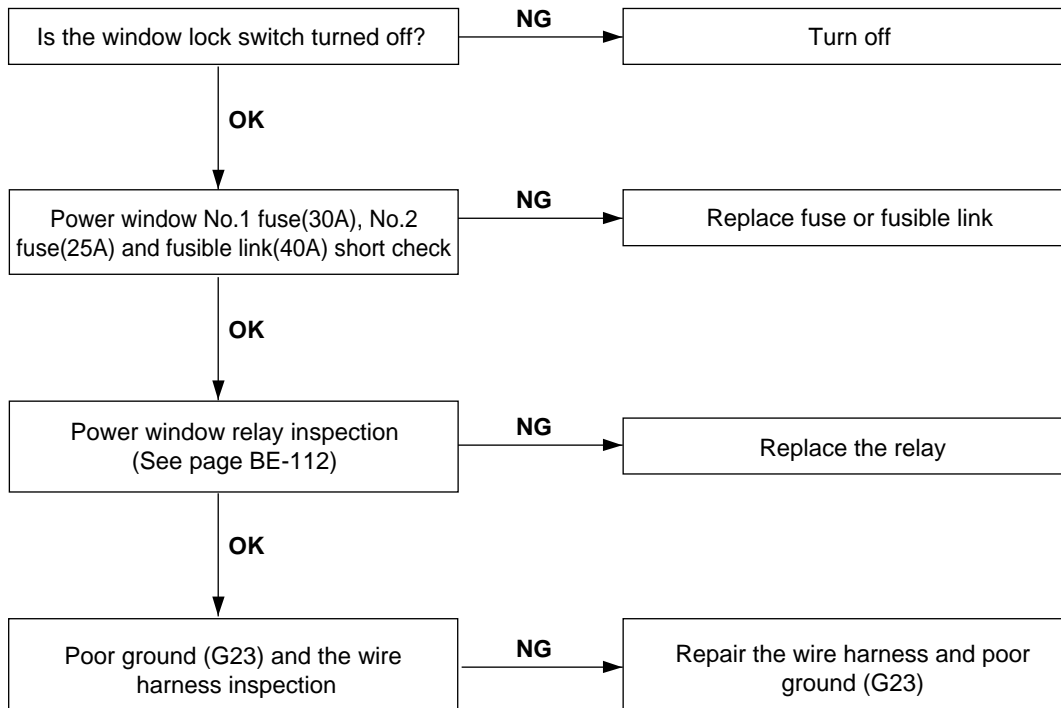 Is the window lock switch turned off?
NG
Turn off
OK
Power window No.1 fuse(30A), No.2
fuse(25A) and fusible link(40A) short check
NG
Replace fuse or fusible link
OK
Power window relay inspection
(See page BE-112)
NG
Replace the relay
OK
Poor ground (G23) and the wire
harness inspection
NG
Repair the wire harness and poor
ground (G23)